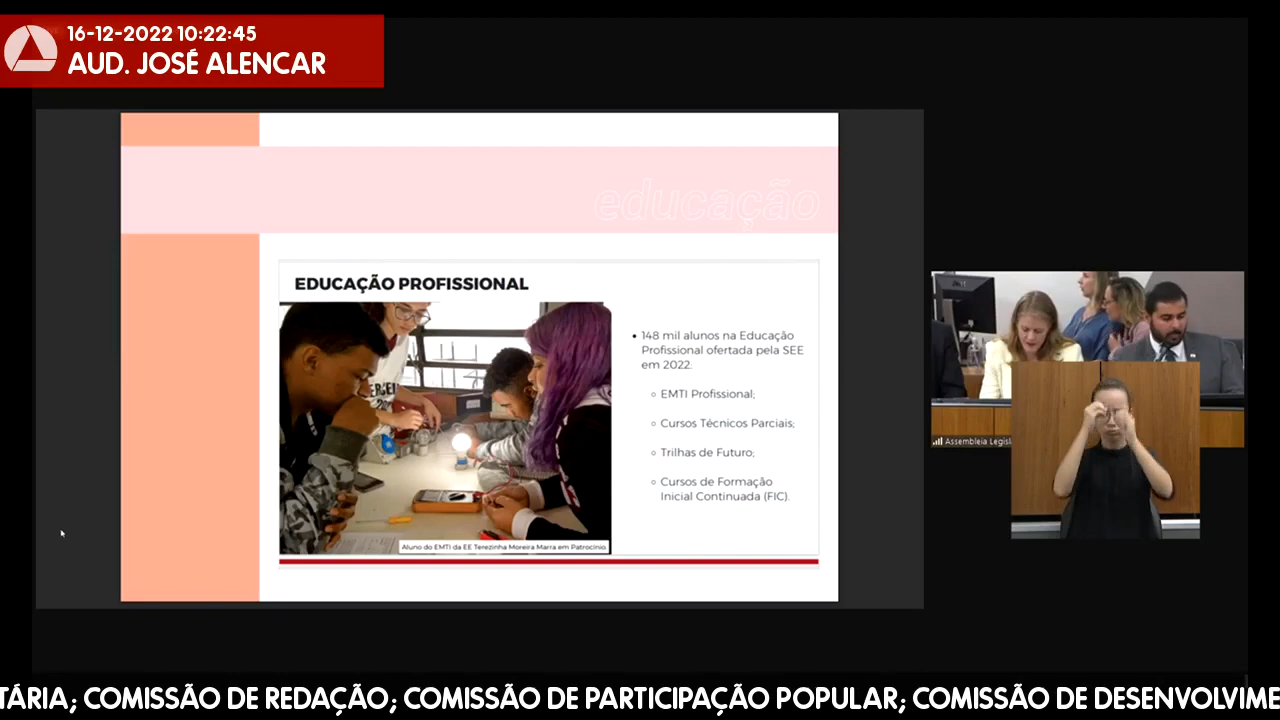 16-12-2022 10:22:45
AUD. JOSÉ ALENCAR
educação
EDUCAÇÃO PROFISSIONAL
• 148 mil alunos na Educação
Profissional ofertada pela SEE
em 2022.
◦ EMTI Profissional;
◦ Cursos Técnicos Parciais;
◦ Trilhas de Futuro;
◦ Cursos de Formação
Inicial Continuada (FIC).
Aluno do EMTI da EE Terezinha Moreira Marra em Patrocínio
Assembleia Legisl
TÁRIA; COMISSÃO DE REDAÇÃO; COMISSÃO DE PARTICIPAÇÃO POPULAR; COMISSÃO DE DESENVOLVIME